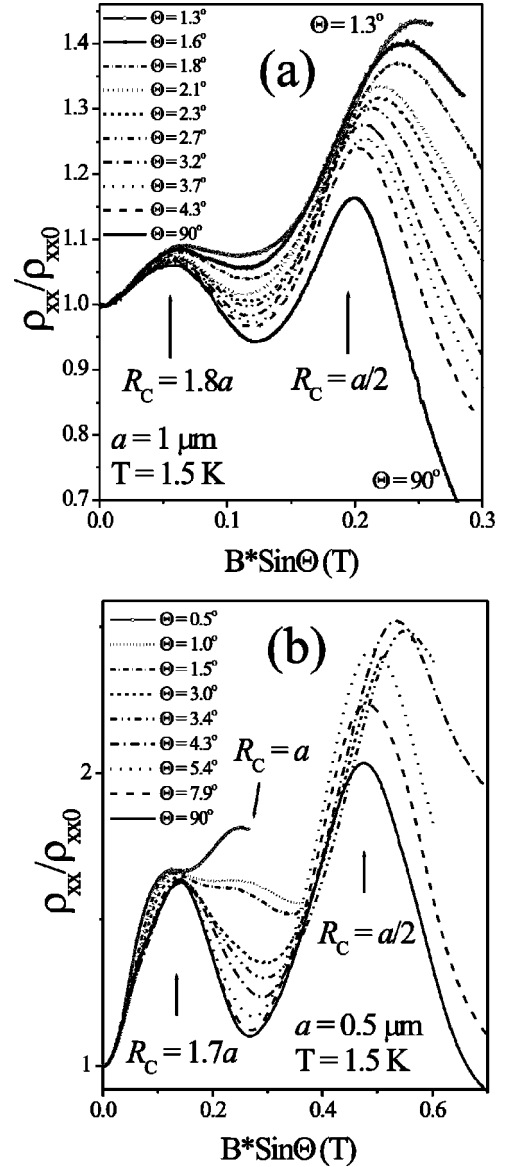 (a)
Θ = 1.3°
Θ = 1.6°
Θ = 1.8°
Θ = 2.1°
Θ = 2.3°
Θ = 2.7°
Θ = 3.2°
Θ = 3.7°
Θ = 4.3°
Θ = 90°
Θ = 1.3°
R_C = 1.8a
R_C = a/2
a = 1 μm
T = 1.5 K
Θ = 90°
ρ_xx/ρ_xx0
1.4
1.3
1.2
1.1
1.0
0.9
0.8
0.7
0.0 0.1 0.2 0.3
B*SinΘ (T)
(b)
Θ = 0.5°
Θ = 1.0°
Θ = 1.5°
Θ = 3.0°
Θ = 3.4°
Θ = 4.3°
Θ = 5.4°
Θ = 7.9°
Θ = 90°
R_C = a
R_C = a/2
R_C = 1.7a
a = 0.5 μm
T = 1.5 K
ρ_xx/ρ_xx0
2
1
0.0 0.2 0.4 0.6
B*SinΘ (T)